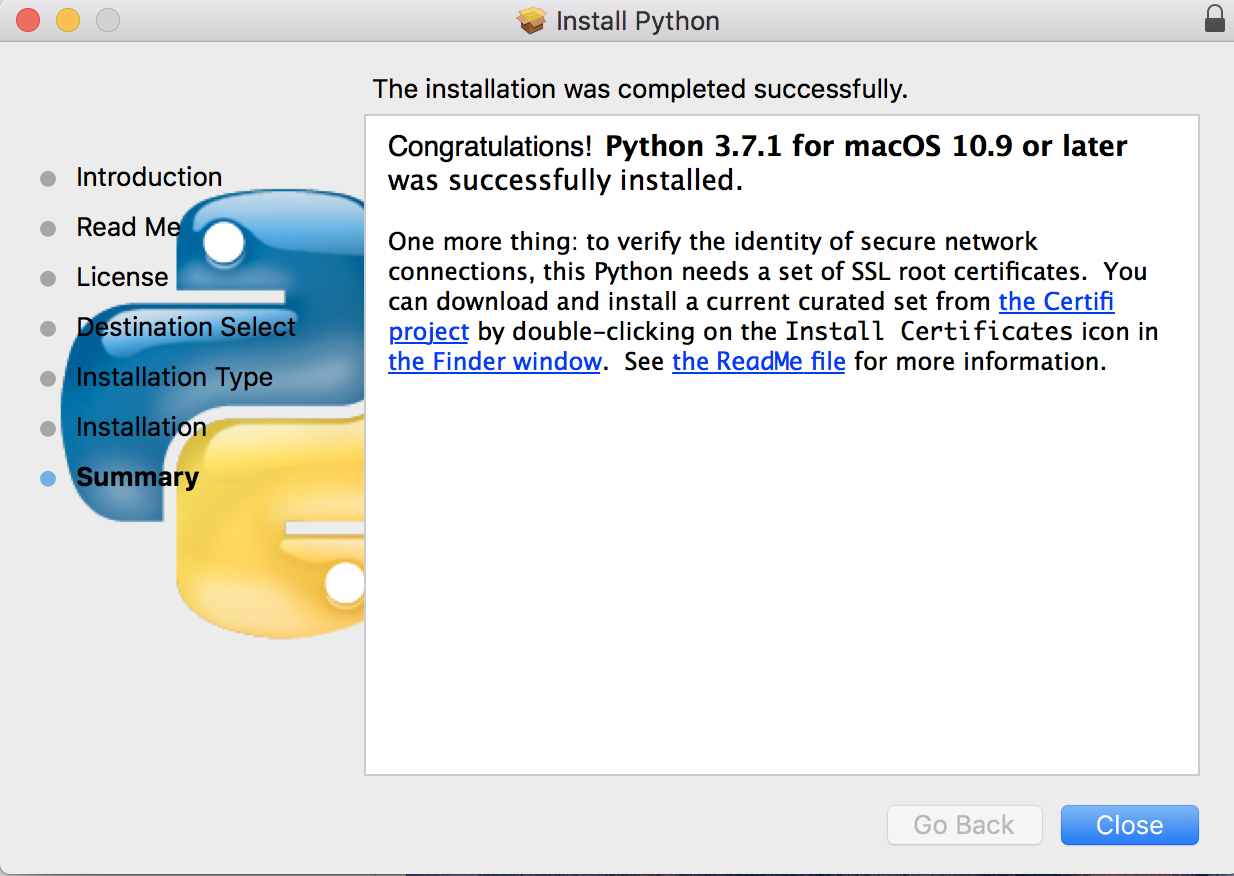 Install Python
The installation was completed successfully.
Introduction
Read Me
License
Destination Select
Installation Type
Installation
Summary
Congratulations! Python 3.7.1 for macOS 10.9 or later
was successfully installed.
One more thing: to verify the identity of secure network
connections, this Python needs a set of SSL root certificates.  You
can download and install a current curated set from the Certifi
project by double-clicking on the Install Certificates icon in
the Finder window.  See the ReadMe file for more information.
Go Back
Close